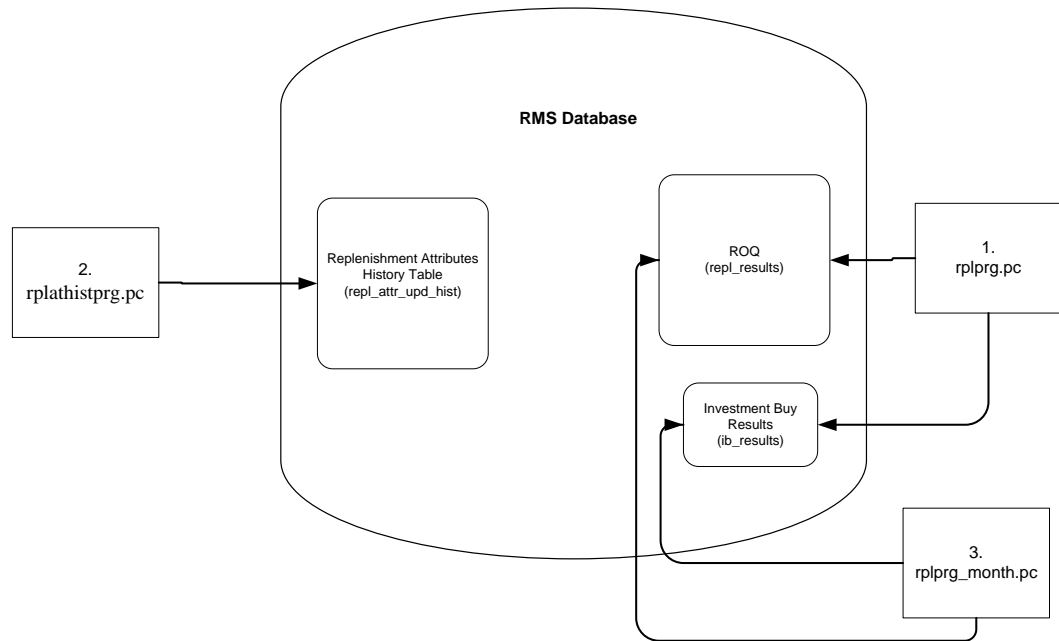 RMS Database
2.
rplathistprg.pc
Replenishment Attributes
History Table
(repl_attr_upd_hist)
ROQ
(repl_results)
1.
rplprg.pc
Investment Buy
Results
(ib_results)
3.
rplprg_month.pc